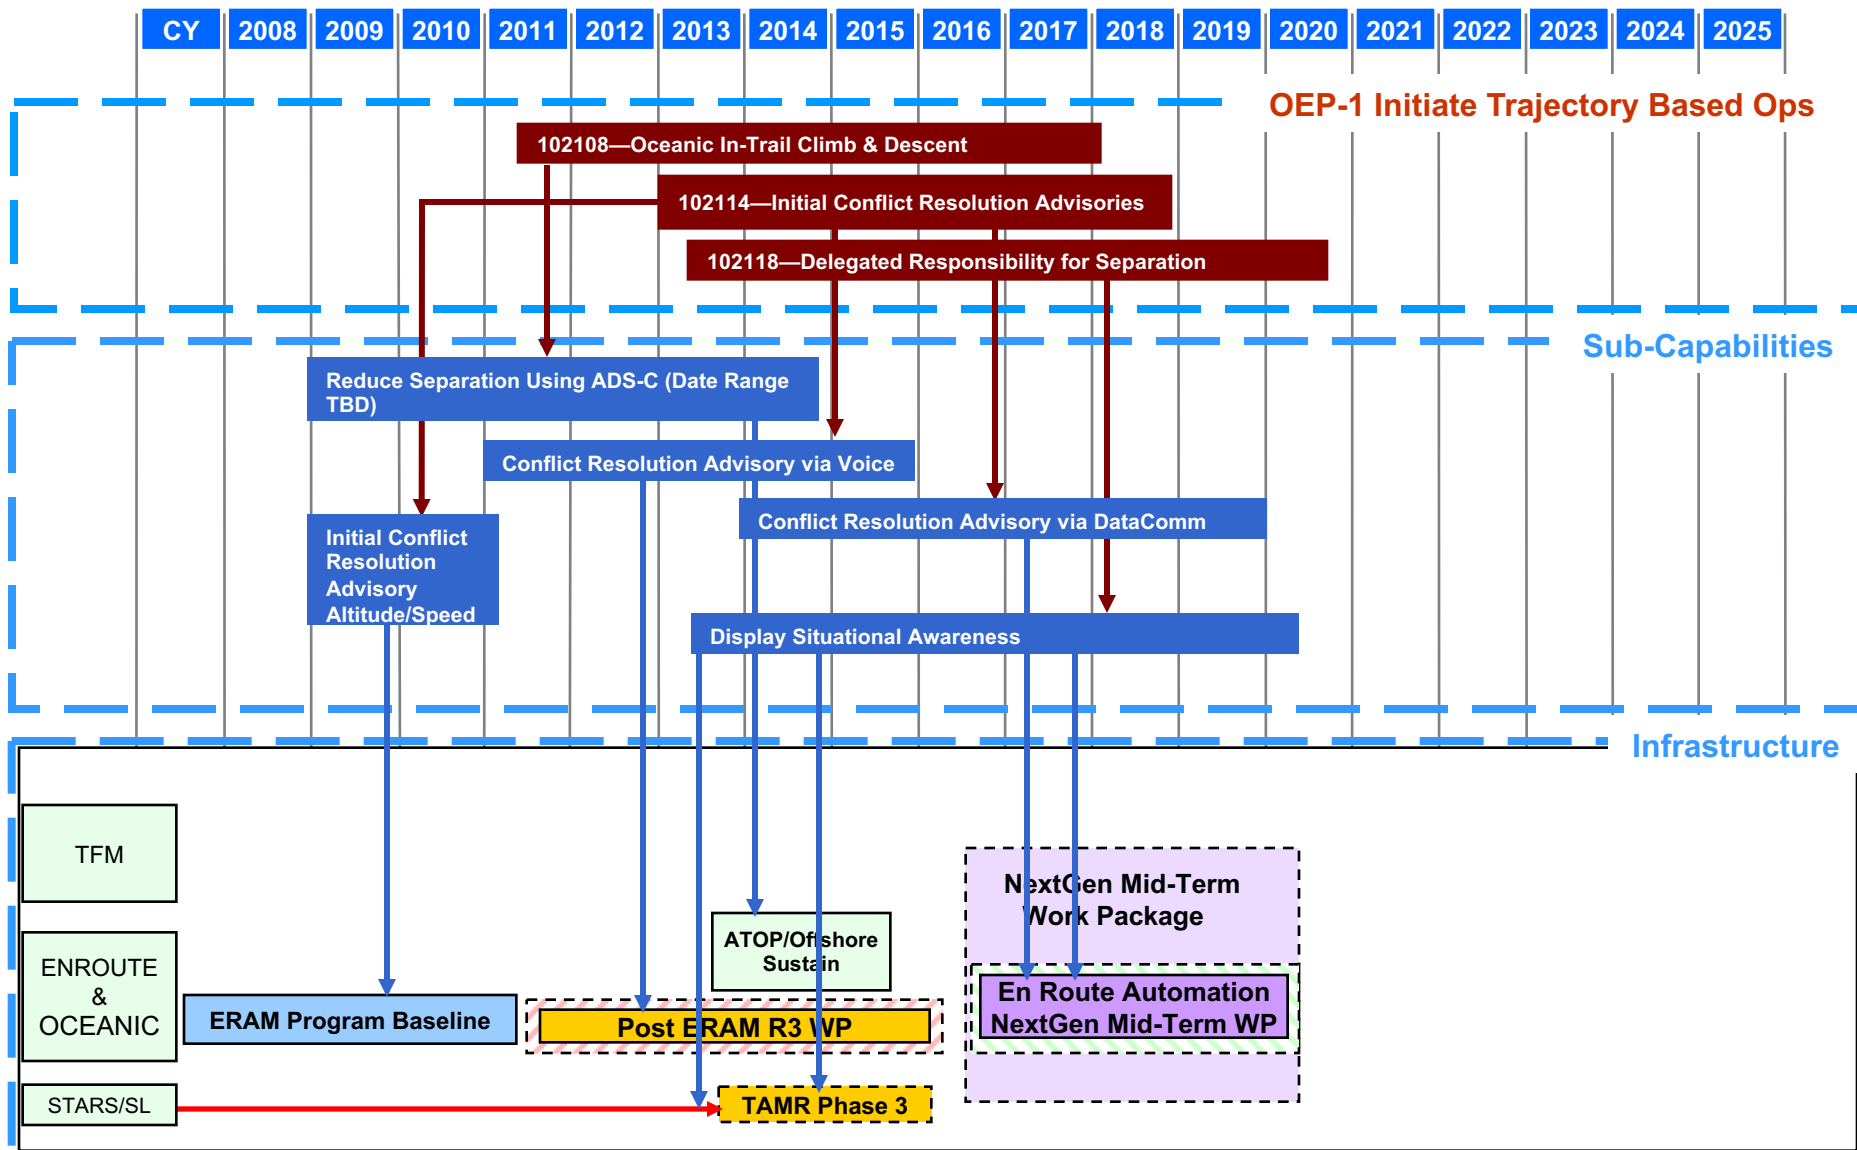 CY 2008 2009 2010 2011 2012 2013 2014 2015 2016 2017 2018 2019 2020 2021 2022 2023 2024 2025
OEP-1 Initiate Trajectory Based Ops
102108—Oceanic In-Trail Climb & Descent
102114—Initial Conflict Resolution Advisories
102118—Delegated Responsibility for Separation
Sub-Capabilities
Reduce Separation Using ADS-C (Date Range
TBD)
Conflict Resolution Advisory via Voice
Conflict Resolution Advisory via DataComm
Initial Conflict
Resolution
Advisory
Altitude/Speed
Display Situational Awareness
Infrastructure
TFM
NextGen Mid-Term
Work Package
ATOP/Offshore
Sustain
ENROUTE
&
OCEANIC
ERAM Program Baseline
Post ERAM R3 WP
En Route Automation
NextGen Mid-Term WP
STARS/SL
TAMR Phase 3